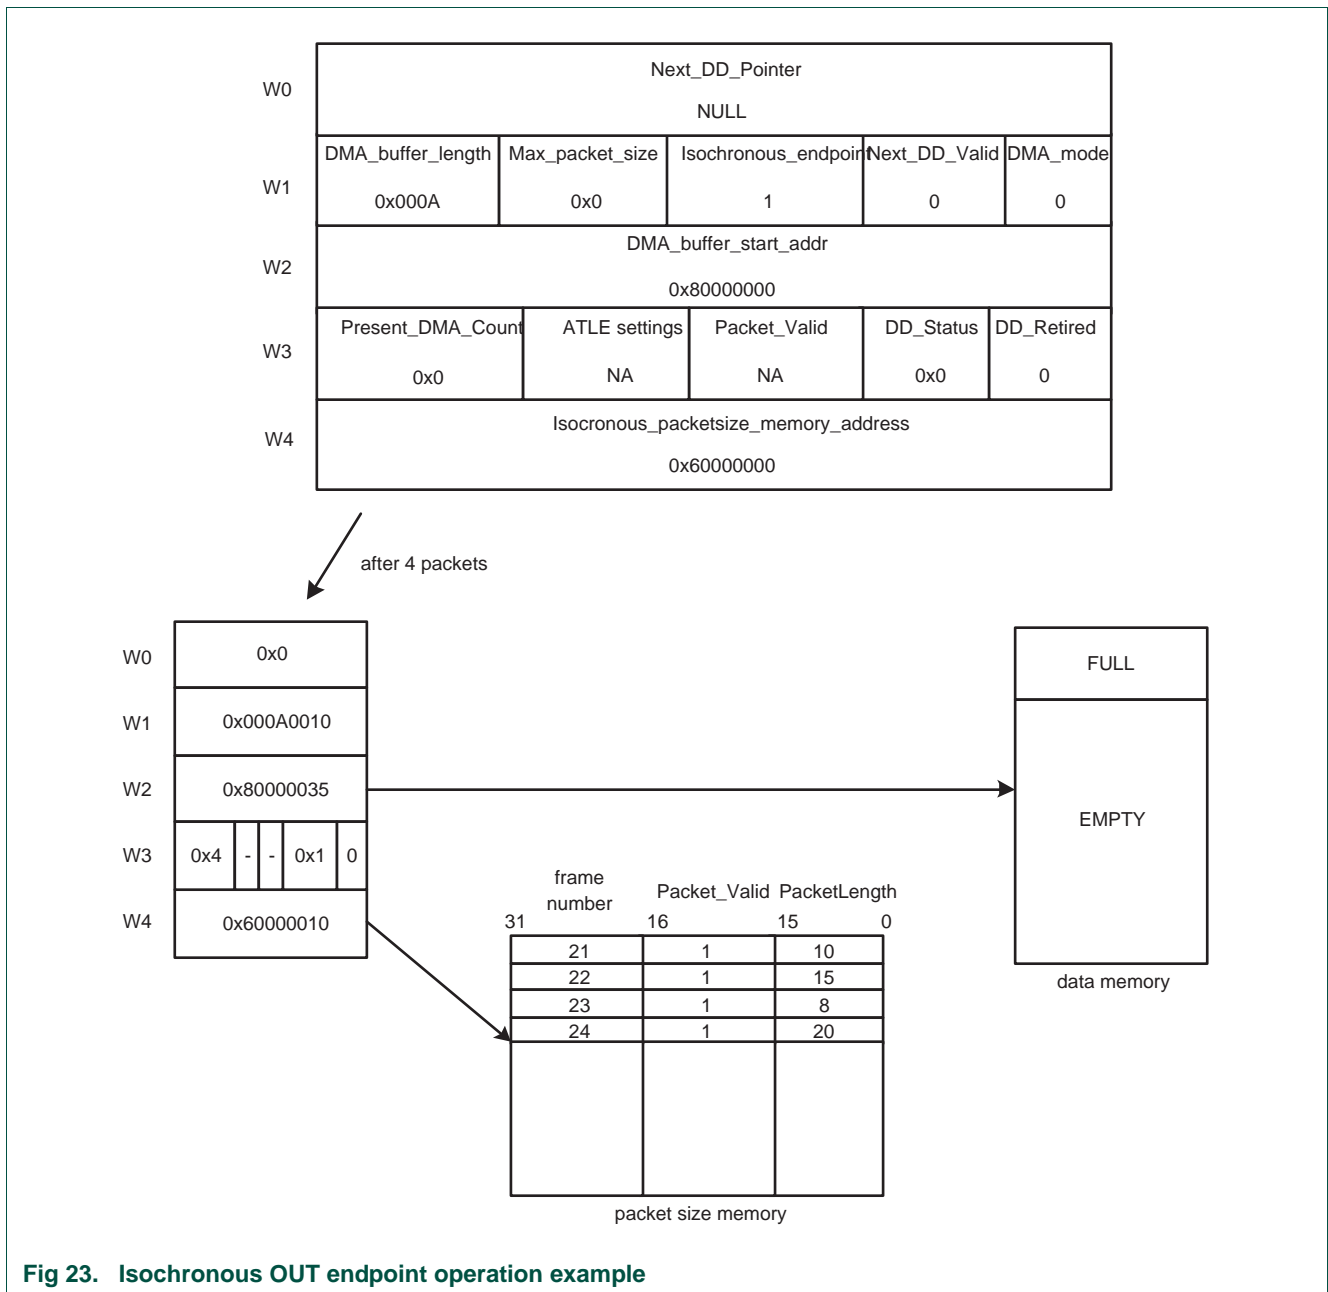 Next_DD_Pointer
W0
NULL
DMA_buffer_length Max_packet_size Isochronous_endpoint Next_DD_Valid DMA_mode
W1
0x000A 0x0 1 0 0
DMA_buffer_start_addr
W2
0x80000000
Present_DMA_Count ATLE settings Packet_Valid DD_Status DD_Retired
W3
0x0 NA NA 0x0 0
Isocronous_packetsize_memory_address
W4
0x60000000
after 4 packets
W0 0x0
W1 0x000A0010
W2 0x80000035
W3 0x4 - - 0x1 0
W4 0x60000010
FULL
EMPTY
data memory
frame
number
Packet_Valid PacketLength
31 16 15 0
21 1 10
22 1 15
23 1 8
24 1 20
packet size memory
Fig 23. Isochronous OUT endpoint operation example